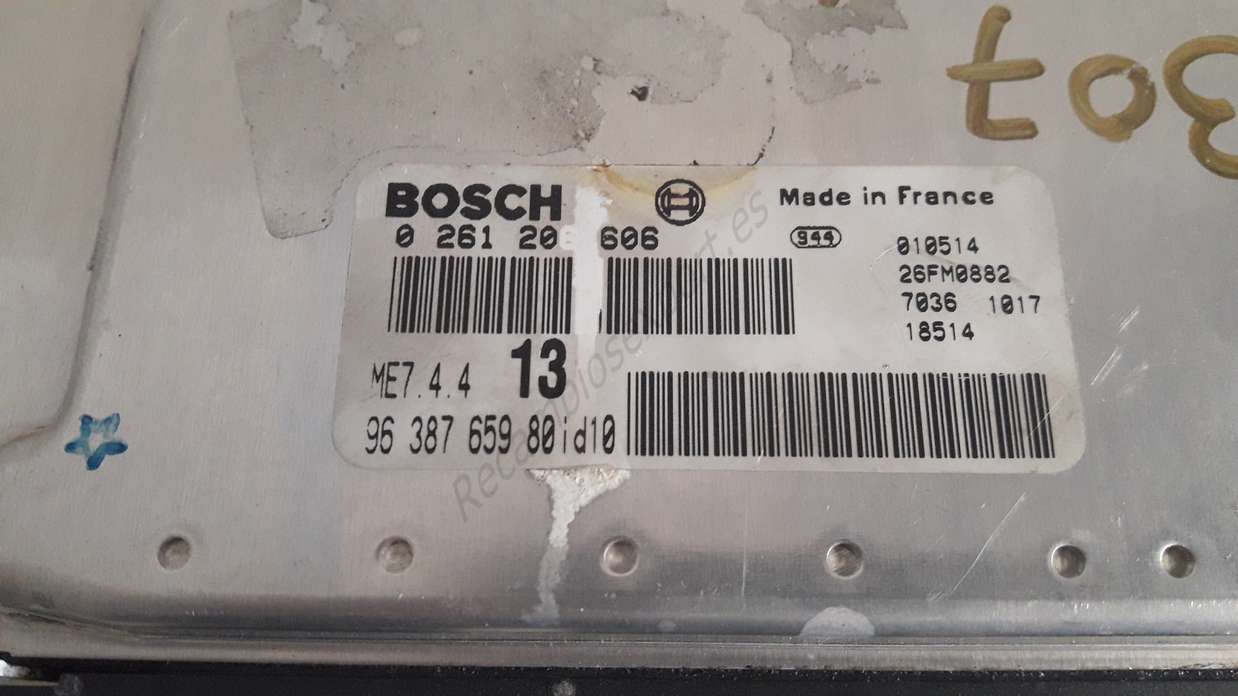 307
BOSCH
Made in France
0 261 206 606
944
010514
26FM0882
7036 1017
18514
ME7.4.4
13
96 387 659 80id10